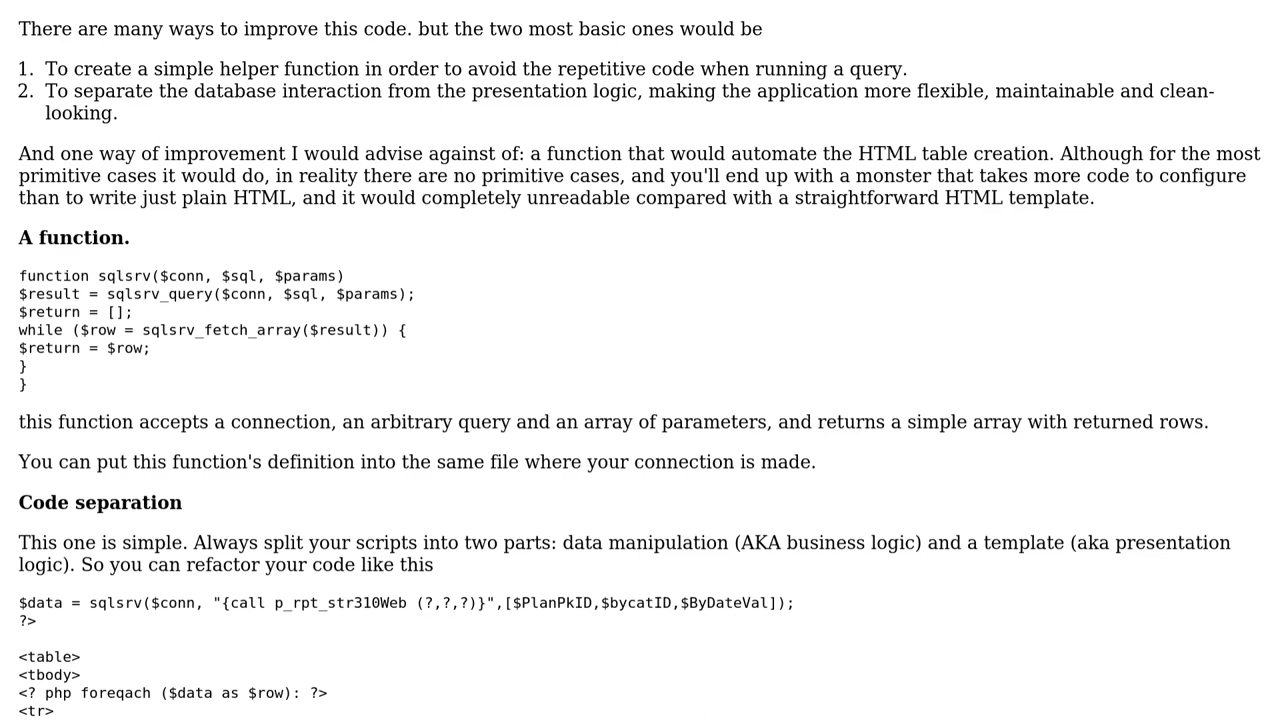 There are many ways to improve this code. but the two most basic ones would be
1. To create a simple helper function in order to avoid the repetitive code when running a query.
2. To separate the database interaction from the presentation logic, making the application more flexible, maintainable and clean-
looking.
And one way of improvement I would advise against of: a function that would automate the HTML table creation. Although for the most
primitive cases it would do, in reality there are no primitive cases, and you'll end up with a monster that takes more code to configure
than to write just plain HTML, and it would completely unreadable compared with a straightforward HTML template.
A function.
function sqlsrv($conn, $sql, $params)
$result = sqlsrv_query($conn, $sql, $params);
$return = [];
while ($row = sqlsrv_fetch_array($result)) {
$return = $row;
}
}
this function accepts a connection, an arbitrary query and an array of parameters, and returns a simple array with returned rows.
You can put this function's definition into the same file where your connection is made.
Code separation
This one is simple. Always split your scripts into two parts: data manipulation (AKA business logic) and a template (aka presentation
logic). So you can refactor your code like this
$data = sqlsrv($conn, "{call p_rpt_str310Web (?,?,?)}",[$PlanPkID,$bycatID,$ByDateVal]);
?>
<table>
<tbody>
<? php foreqach ($data as $row): ?>
<tr>